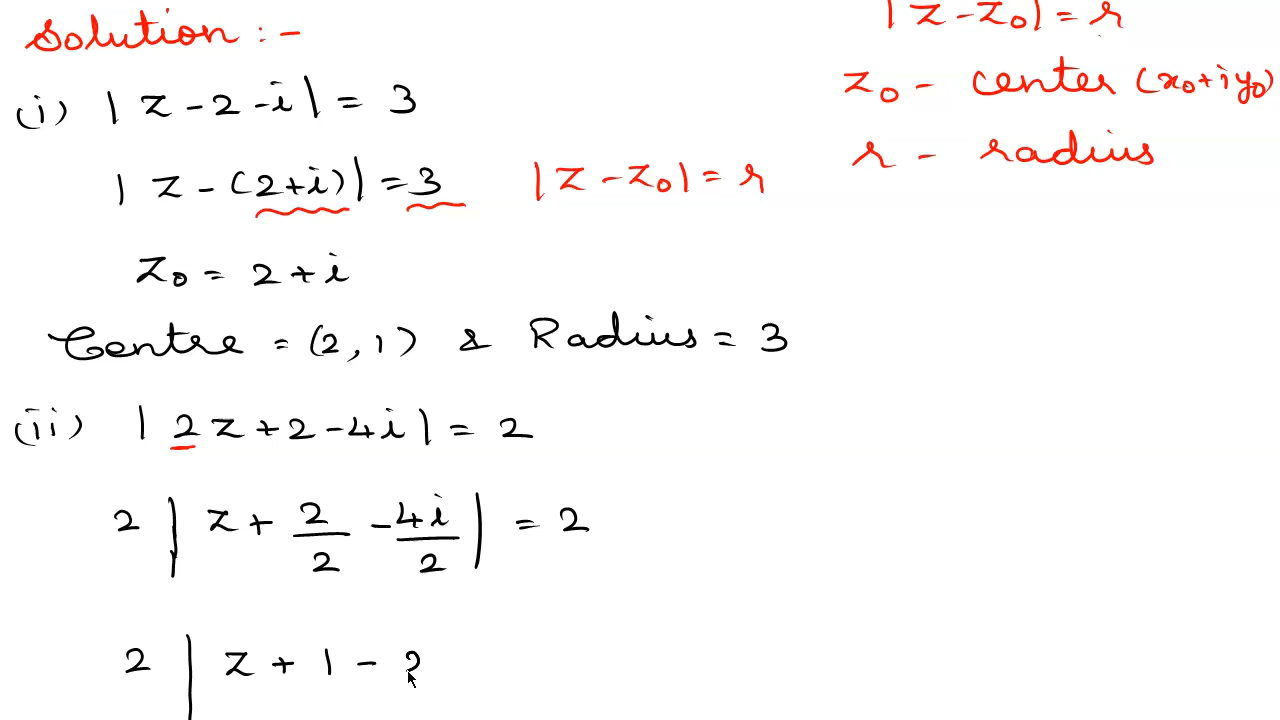 Solution :-
|z - z₀| = r
z₀ - center (x₀+iy₀)
r - radius
(i) |z - 2 - i| = 3
|z - (2+i)| = 3    |z - z₀| = r
z₀ = 2 + i
Centre = (2, 1) & Radius = 3
(ii) |2z + 2 - 4i| = 2
2 |z + 2/2 - 4i/2| = 2
2 |z + 1 - 2